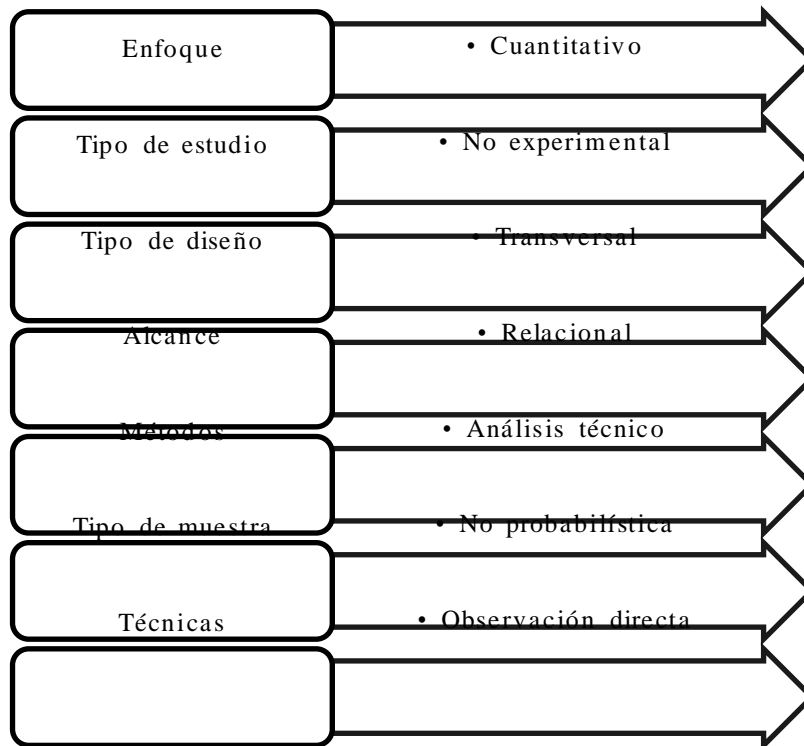 Enfoque • Cuantitativo
Tipo de estudio • No experimental
Tipo de diseño • Transversal
Alcance • Relacional
Métodos • Análisis técnico
Tipo de muestra • No probabilística
Técnicas • Observación directa